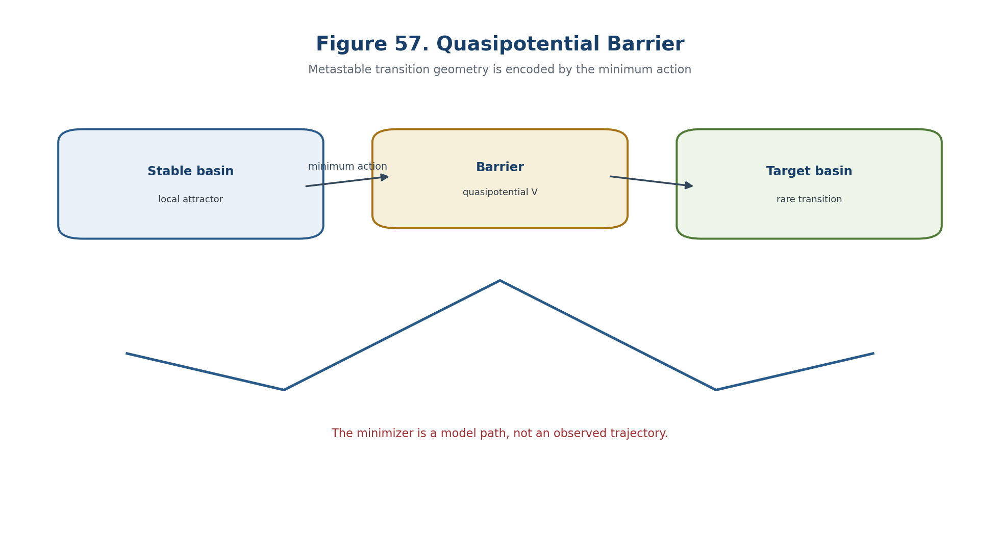 Figure 57. Quasipotential Barrier
Metastable transition geometry is encoded by the minimum action
Stable basin
local attractor
minimum action
Barrier
quasipotential V
Target basin
rare transition
The minimizer is a model path, not an observed trajectory.